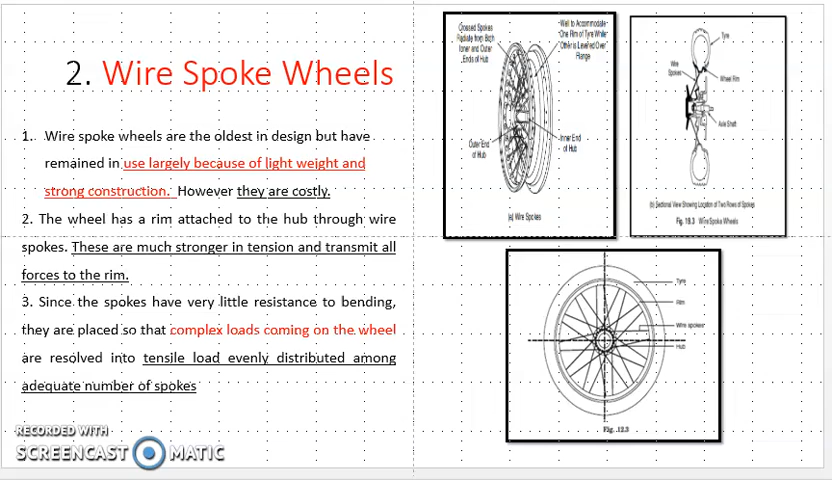 2. Wire Spoke Wheels
1. Wire spoke wheels are the oldest in design but have
remained in use largely because of light weight and
strong construction. However they are costly.
2. The wheel has a rim attached to the hub through wire
spokes. These are much stronger in tension and transmit all
forces to the rim.
3. Since the spokes have very little resistance to bending,
they are placed so that complex loads coming on the wheel
are resolved into tensile load evenly distributed among
adequate number of spokes
RECORDED WITH
SCREENCAST MATIC
Crossed Spokes
Radiate from Both
Inner and Outer
Ends of Hub
Well to Accommodate
One Rim of Tyre While
Other is Levered Over
Flange
Outer End
of Hub
Inner End
of Hub
(a) Wire Spokes
Tyre
Wire
Spokes
Wheel Rim
Axle Shaft
(b) Sectional View Showing Location of Two Rows of Spokes
Fig. 19.3 Wire Spoke Wheels
Tyre
Rim
Wire spokes
Hub
Fig. 12.3